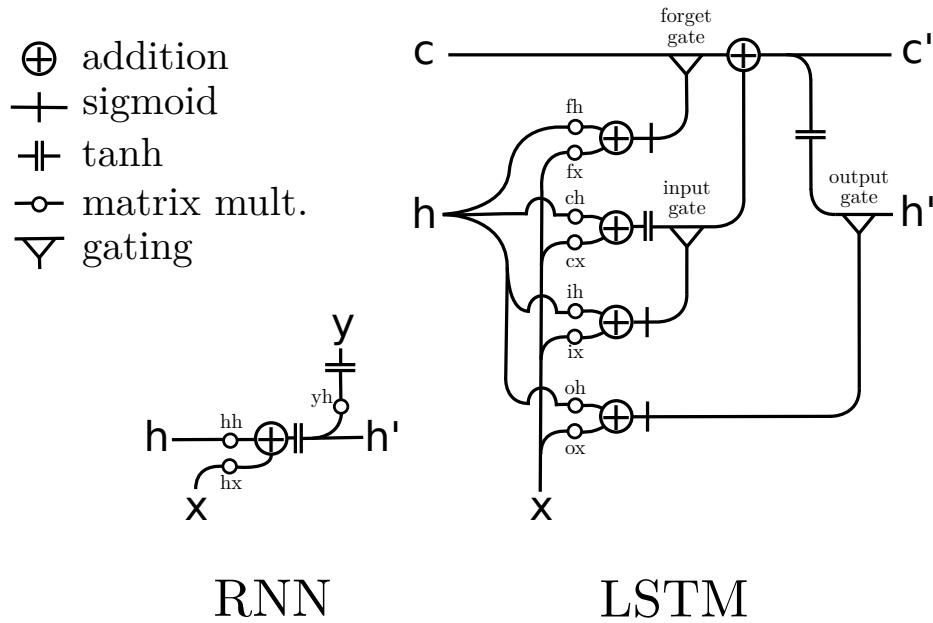 addition
sigmoid
tanh
matrix mult.
gating
y
yh
hh
h
h'
hx
x
RNN
forget
gate
c
c'
fh
fx
ch
input
gate
output
gate
h
h'
cx
ih
ix
oh
ox
x
LSTM